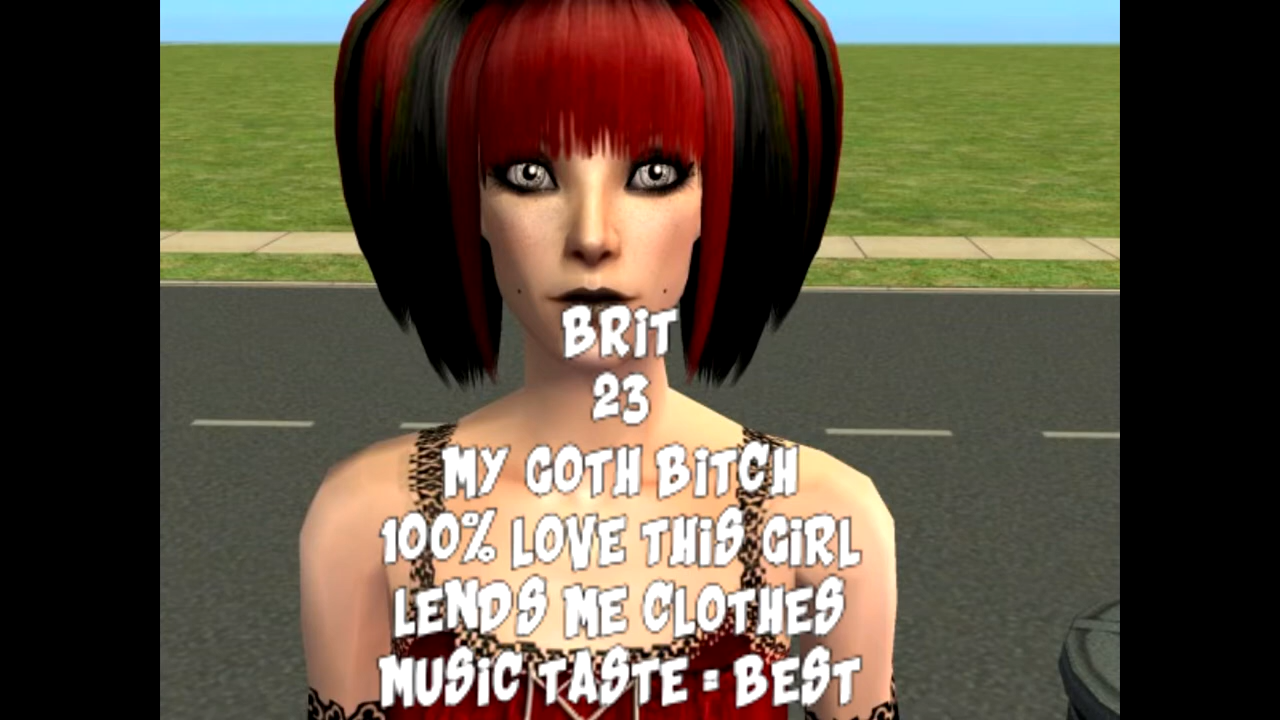 BRiT
23
MY GOTH BiTCH
100% LOVE THiS GiRL
LENDS ME CLOTHES
MUSiC TASTE = BEST